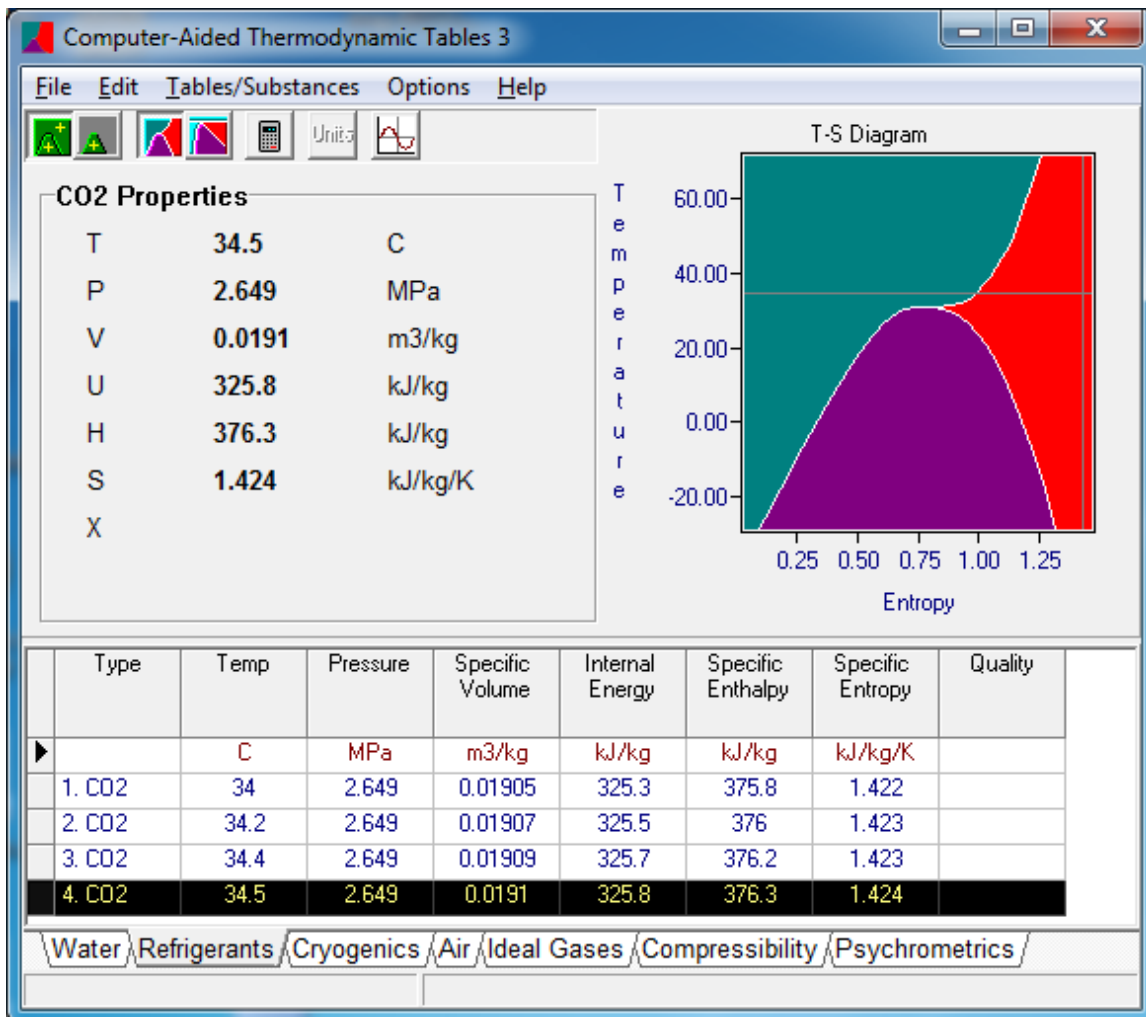 Computer-Aided Thermodynamic Tables 3
File Edit Tables/Substances Options Help
Units
CO2 Properties
T 34.5 C
P 2.649 MPa
V 0.0191 m3/kg
U 325.8 kJ/kg
H 376.3 kJ/kg
S 1.424 kJ/kg/K
X
T-S Diagram
Temperature
60.00
40.00
20.00
0.00
-20.00
0.25 0.50 0.75 1.00 1.25
Entropy
Type Temp Pressure Specific Volume Internal Energy Specific Enthalpy Specific Entropy Quality
C MPa m3/kg kJ/kg kJ/kg kJ/kg/K
1. CO2 34 2.649 0.01905 325.3 375.8 1.422
2. CO2 34.2 2.649 0.01907 325.5 376 1.423
3. CO2 34.4 2.649 0.01909 325.7 376.2 1.423
4. CO2 34.5 2.649 0.0191 325.8 376.3 1.424
Water Refrigerants Cryogenics Air Ideal Gases Compressibility Psychrometrics